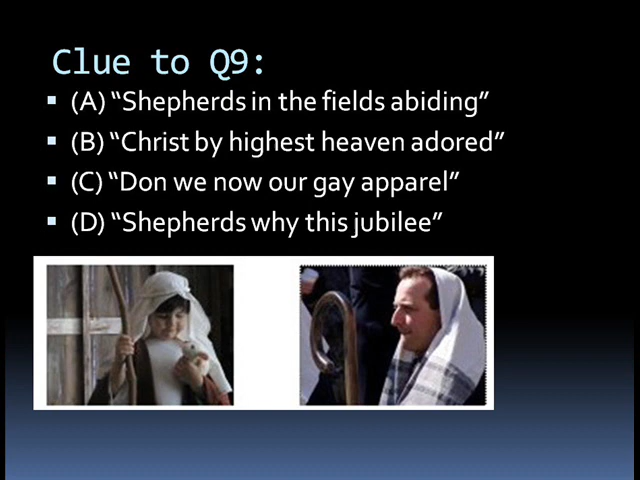 Clue to Q9:
▪ (A) “Shepherds in the fields abiding”
▪ (B) “Christ by highest heaven adored”
▪ (C) “Don we now our gay apparel”
▪ (D) “Shepherds why this jubilee”